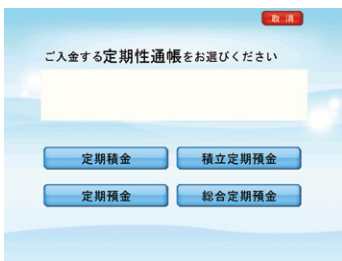 取消
ご入金する定期性通帳をお選びください
定期積金
積立定期預金
定期預金
総合定期預金